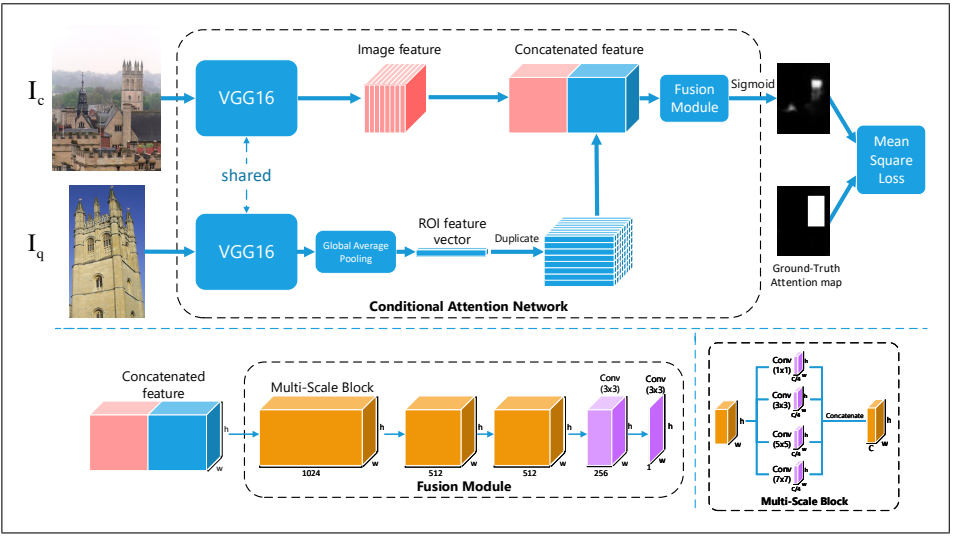 I_c
VGG16
Image feature
Concatenated feature
Fusion
Module
Sigmoid
Mean
Square
Loss
shared
I_q
VGG16
Global Average
Pooling
ROI feature
vector
Duplicate
Ground-Truth
Attention map
Conditional Attention Network
Concatenated
feature
h
w
Multi-Scale Block
1024
h
w
512
h
w
512
h
w
Conv
(3x3)
256
h
w
Conv
(3x3)
1
h
w
Fusion Module
h
w
Conv
(1x1)
h
w
C/4
Conv
(3x3)
h
w
C/4
Conv
(5x5)
h
w
C/4
Conv
(7x7)
h
w
C/4
Concatenate
h
w
C
Multi-Scale Block